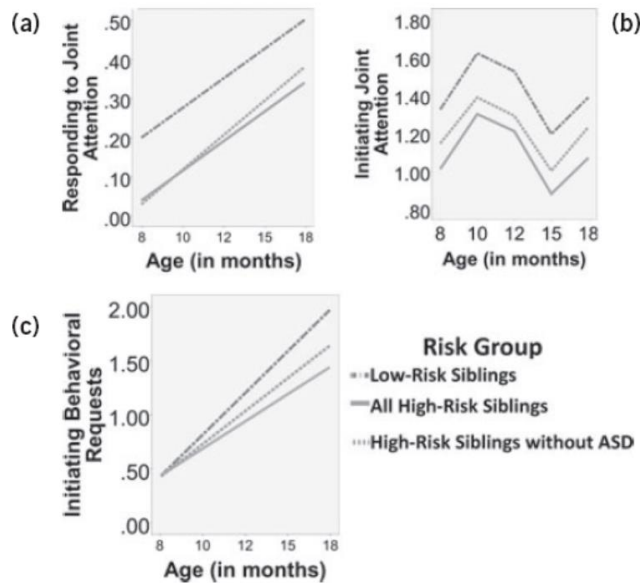 (a)
Responding to Joint
Attention
.50
.40
.30
.20
.10
.00
8 10 12 15 18
Age (in months)
(b)
Initiating Joint
Attention
1.80
1.60
1.40
1.20
1.00
.80
8 10 12 15 18
Age (in months)
(c)
Initiating Behavioral
Requests
2.00
1.50
1.00
.50
.00
8 10 12 15 18
Age (in months)
Risk Group
Low-Risk Siblings
All High-Risk Siblings
High-Risk Siblings without ASD